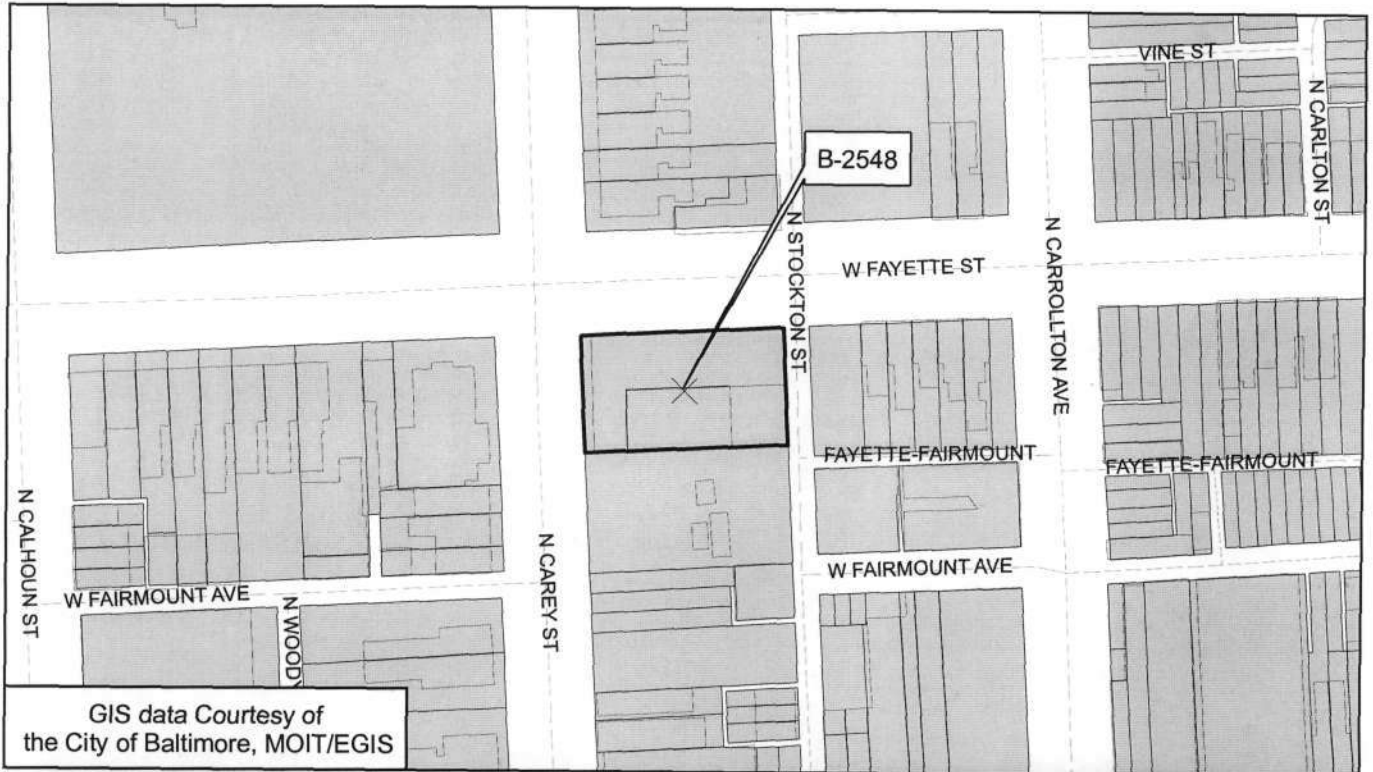 VINE ST
N CARLTON ST
B-2548
N STOCKTON ST
N CARROLLTON AVE
W FAYETTE ST
FAYETTE-FAIRMOUNT
FAYETTE-FAIRMOUNT
N CALHOUN ST
N CAREY ST
W FAIRMOUNT AVE
W FAIRMOUNT AVE
N WOODY
GIS data Courtesy of
the City of Baltimore, MOIT/EGIS